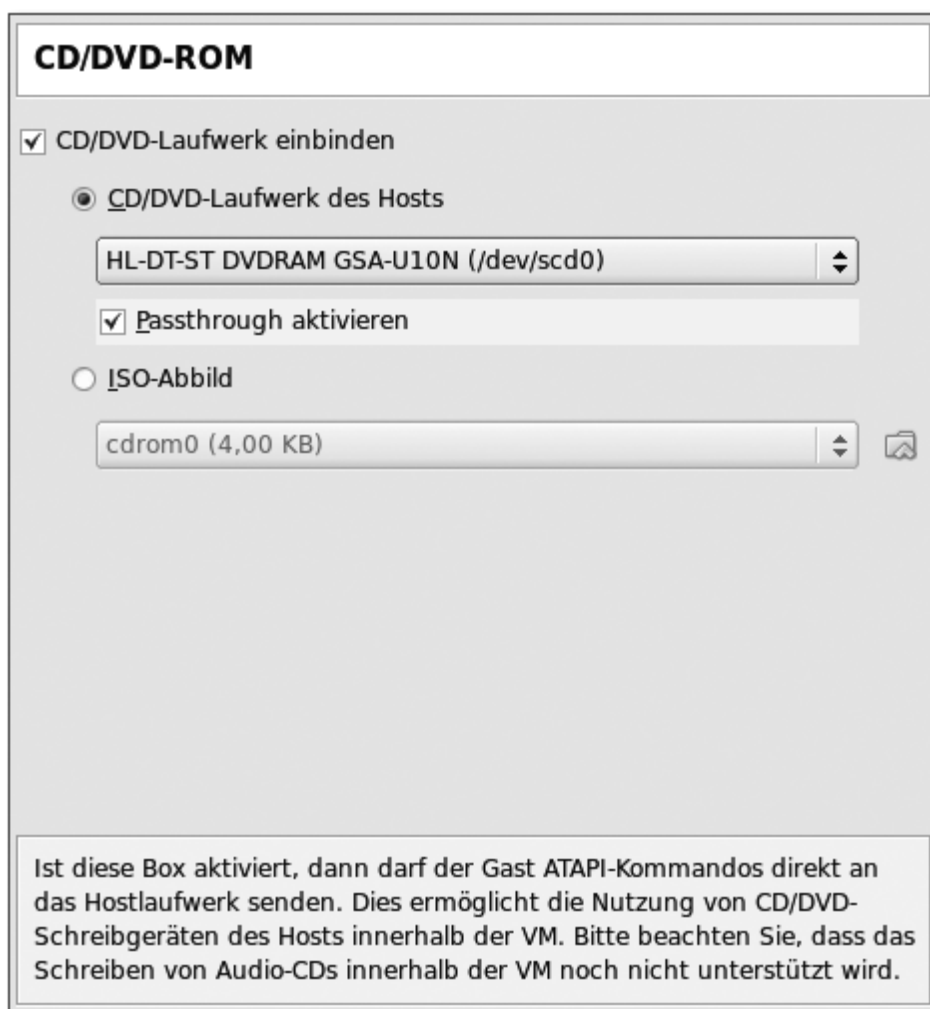 CD/DVD-ROM
CD/DVD-Laufwerk einbinden
CD/DVD-Laufwerk des Hosts
HL-DT-ST DVDRAM GSA-U10N (/dev/scd0)
Passthrough aktivieren
ISO-Abbild
cdrom0 (4,00 KB)
Ist diese Box aktiviert, dann darf der Gast ATAPI-Kommandos direkt an
das Hostlaufwerk senden. Dies ermöglicht die Nutzung von CD/DVD-
Schreibgeräten des Hosts innerhalb der VM. Bitte beachten Sie, dass das
Schreiben von Audio-CDs innerhalb der VM noch nicht unterstützt wird.